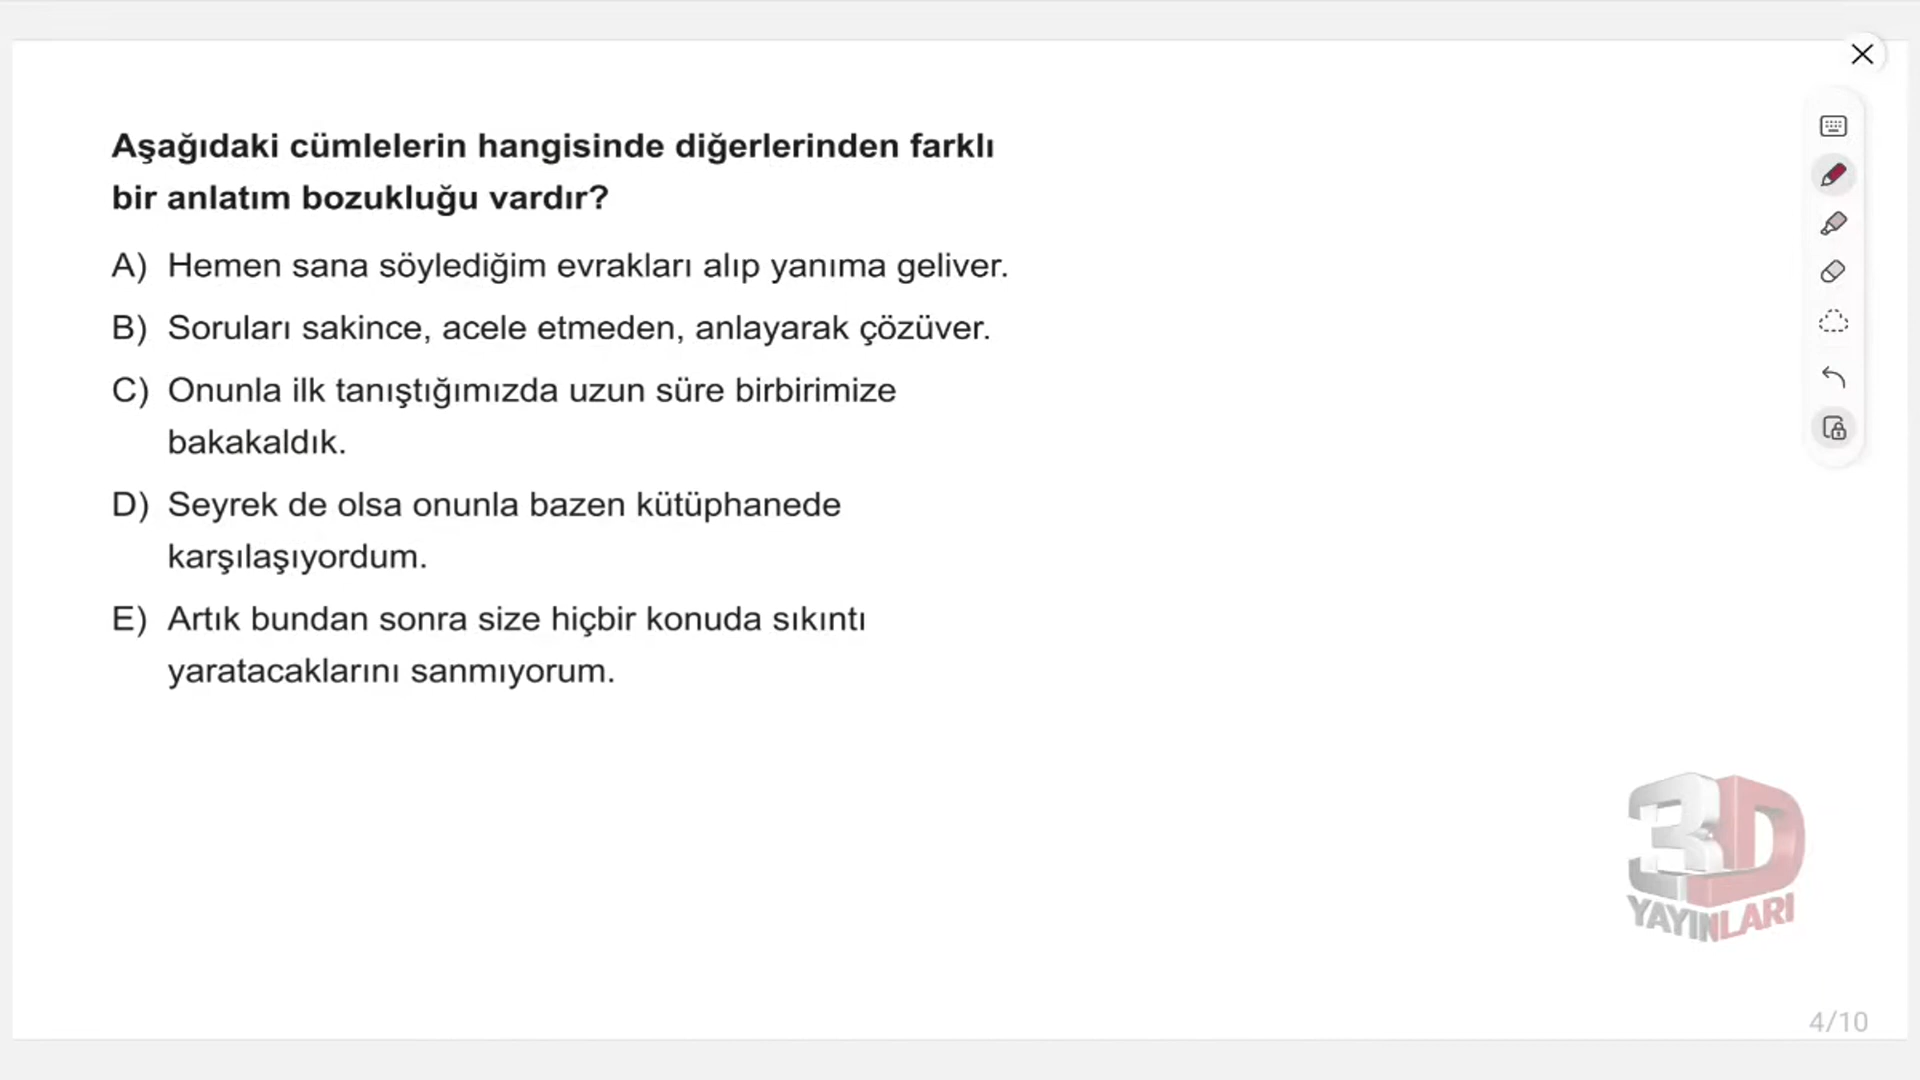 Aşağıdaki cümlelerin hangisinde diğerlerinden farklı
bir anlatım bozukluğu vardır?
A) Hemen sana söylediğim evrakları alıp yanıma geliver.
B) Soruları sakince, acele etmeden, anlayarak çözüver.
C) Onunla ilk tanıştığımızda uzun süre birbirimize
bakakaldık.
D) Seyrek de olsa onunla bazen kütüphanede
karşılaşıyordum.
E) Artık bundan sonra size hiçbir konuda sıkıntı
yaratacaklarını sanmıyorum.
3D
YAYINLARI
4/10